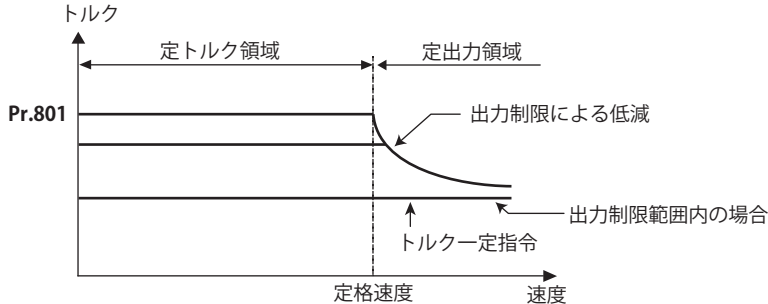 トルク
定トルク領域
定出力領域
Pr.801
出力制限による低減
出力制限範囲内の場合
トルク一定指令
定格速度
速度